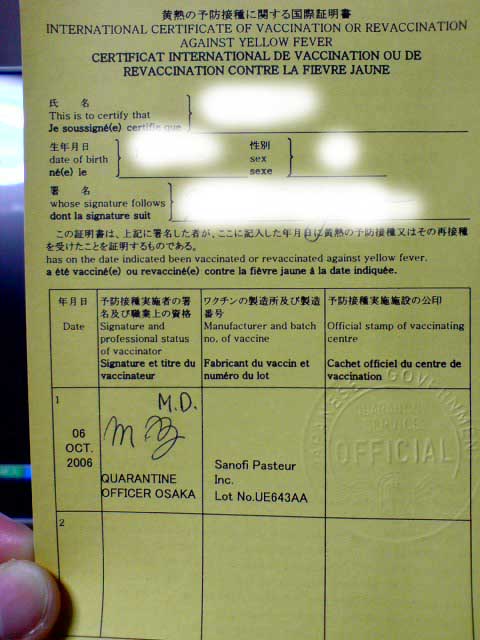 黄熱の予防接種に関する国際証明書
INTERNATIONAL CERTIFICATE OF VACCINATION OR REVACCINATION
AGAINST YELLOW FEVER
CERTIFICAT INTERNATIONAL DE VACCINATION OU DE
REVACCINATION CONTRE LA FIEVRE JAUNE
氏 名
This is to certify that
Je soussigné(e) certifie que
生年月日
date of birth
né(e) le
性別
sex
sexe
署 名
whose signature follows
dont la signature suit
この証明書は、上記に署名した者が、ここに記入した年月日に黄熱の予防接種又はその再接種
を受けたことを証明するものである。
has on the date indicated been vaccinated or revaccinated against yellow fever.
a été vacciné(e) ou revacciné(e) contre la fièvre jaune à la date indiquée.
年月日
Date
予防接種実施者の署
名及び職業上の資格
Signature and
professional status
of vaccinator
Signature et titre du
vaccinateur
ワクチンの製造所及び製造
番号
Manufacturer and batch
no. of vaccine
Fabricant du vaccin et
numéro du lot
予防接種実施施設の公印
Official stamp of vaccinating
centre
Cachet officiel du centre de
vaccination
1
06
OCT.
2006
M.D.
QUARANTINE
OFFICER OSAKA
Sanofi Pasteur
Inc.
Lot No.UE643AA
JAPANESE GOVERNMENT
QUARANTINE
SERVICE
OFFICIAL
2